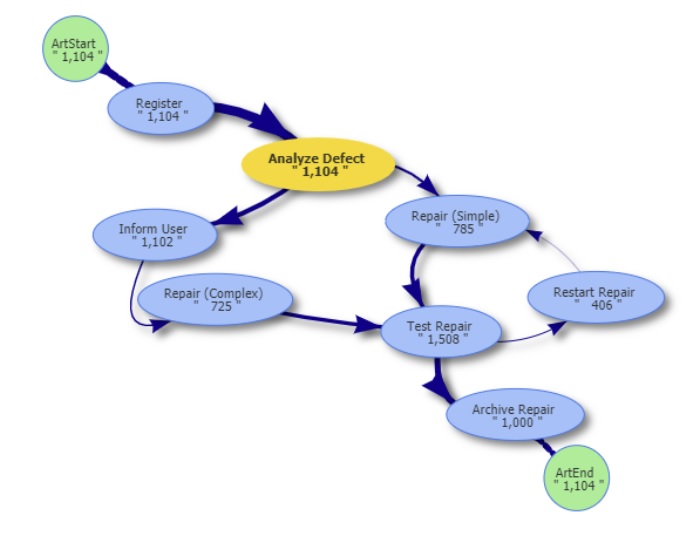 ArtStart
" 1,104 "
Register
" 1,104 "
Analyze Defect
" 1,104 "
Repair (Simple)
" 785 "
Inform User
" 1,102 "
Repair (Complex)
" 725 "
Restart Repair
" 406 "
Test Repair
" 1,508 "
Archive Repair
" 1,000 "
ArtEnd
" 1,104 "